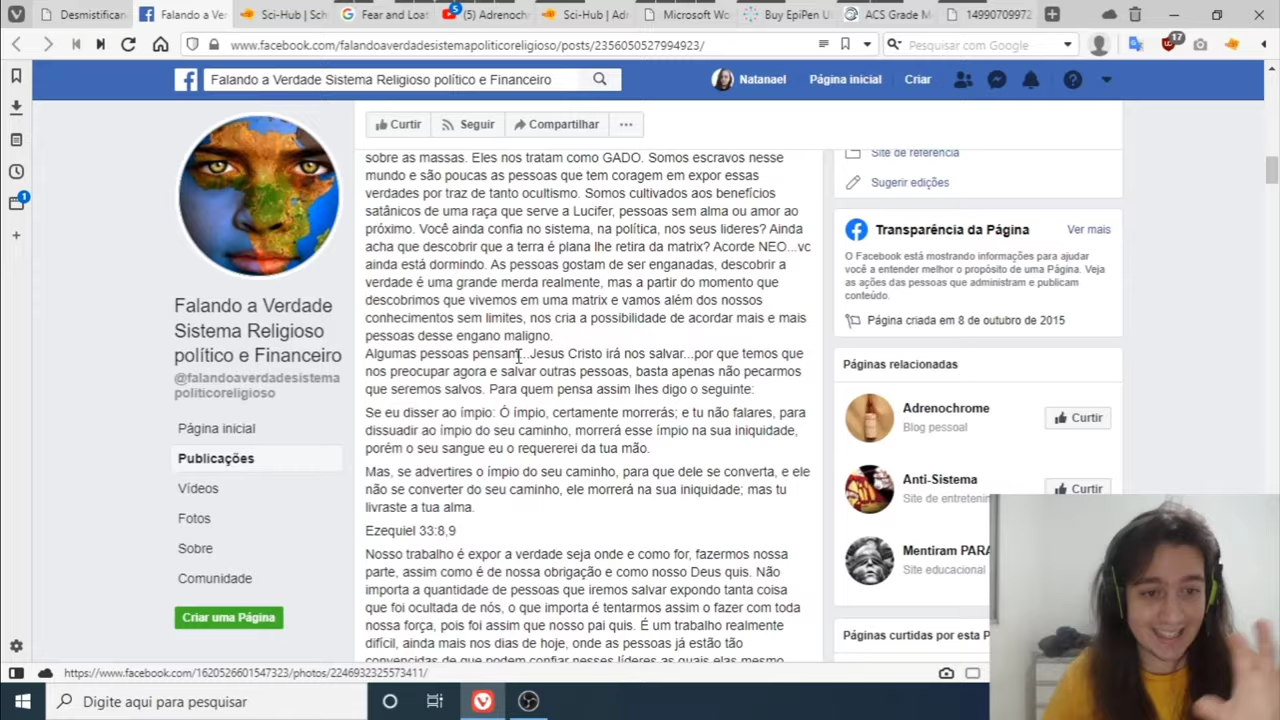 Desmistificar
Falando a Ver
Sci-Hub | Sch
Fear and Loat
5
(5) Adrenochr
Sci-Hub | Adr
Microsoft Wo
Buy EpiPen U
ACS Grade M
14990709972
https://www.facebook.com/falandoaverdadesistemapoliticoreligioso/posts/2356050527994923/
Pesquisar com Google
17
Falando a Verdade Sistema Religioso político e Financeiro
Natanael
Página inicial
Criar
1
Curtir
Seguir
Compartilhar
Falando a Verdade
Sistema Religioso
político e Financeiro
@falandoaverdadesistema
politicoreligioso
Página inicial
Publicações
Vídeos
Fotos
Sobre
Comunidade
Criar uma Página
sobre as massas. Eles nos tratam como GADO. Somos escravos nesse
mundo e são poucas as pessoas que tem coragem em expor essas
verdades por traz de tanto ocultismo. Somos cultivados aos benefícios
satânicos de uma raça que serve a Lucifer, pessoas sem alma ou amor ao
próximo. Você ainda confia no sistema, na política, nos seus lideres? Ainda
acha que descobrir que a terra é plana lhe retira da matrix? Acorde NEO...vc
ainda está dormindo. As pessoas gostam de ser enganadas, descobrir a
verdade é uma grande merda realmente, mas a partir do momento que
descobrimos que vivemos em uma matrix e vamos além dos nossos
conhecimentos sem limites, nos cria a possibilidade de acordar mais e mais
pessoas desse engano maligno.
Algumas pessoas pensam...Jesus Cristo irá nos salvar...por que temos que
nos preocupar agora e salvar outras pessoas, basta apenas não pecarmos
que seremos salvos. Para quem pensa assim lhes digo o seguinte:
Se eu disser ao ímpio: Ó ímpio, certamente morrerás; e tu não falares, para
dissuadir ao ímpio do seu caminho, morrerá esse ímpio na sua iniquidade,
porém o seu sangue eu o requererei da tua mão.
Mas, se advertires o ímpio do seu caminho, para que dele se converta, e ele
não se converter do seu caminho, ele morrerá na sua iniquidade; mas tu
livraste a tua alma.
Ezequiel 33:8,9
Nosso trabalho é expor a verdade seja onde e como for, fazermos nossa
parte, assim como é de nossa obrigação e como nosso Deus quis. Não
importa a quantidade de pessoas que iremos salvar expondo tanta coisa
que foi ocultada de nós, o que importa é tentarmos assim o fazer com toda
nossa força, pois foi assim que nosso pai quis. É um trabalho realmente
difícil, ainda mais nos dias de hoje, onde as pessoas já estão tão
convencidas de que podem confiar nesses líderes as quais elas mesmo
Site de referência
Sugerir edições
Transparência da Página
Ver mais
O Facebook está mostrando informações para ajudar
você a entender melhor o propósito de uma Página. Veja
as ações das pessoas que administram e publicam
conteúdo.
Página criada em 8 de outubro de 2015
Páginas relacionadas
Adrenochrome
Blog pessoal
Curtir
Anti-Sistema
Site de entreteni
Curtir
Mentiram PARA
Site educacional
Páginas curtidas por esta P
https://www.facebook.com/1620526601547323/photos/2246932325573411/
Digite aqui para pesquisar